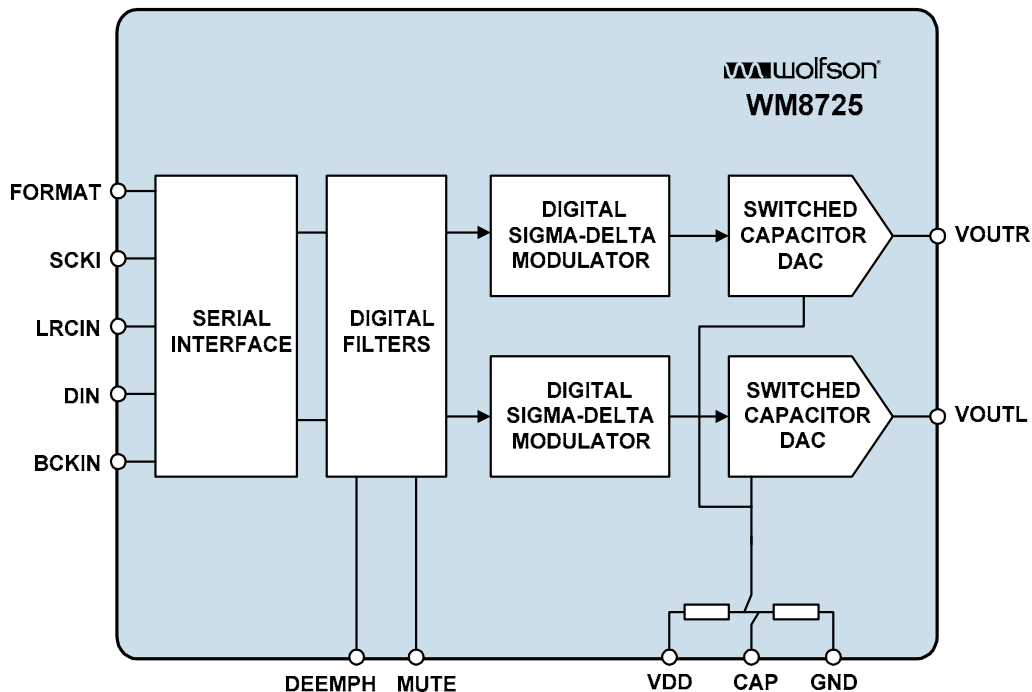 wolfson
WM8725
FORMAT
SCKI
LRCIN
DIN
BCKIN
SERIAL
INTERFACE
DIGITAL
FILTERS
DIGITAL
SIGMA-DELTA
MODULATOR
SWITCHED
CAPACITOR
DAC
VOUTR
DIGITAL
SIGMA-DELTA
MODULATOR
SWITCHED
CAPACITOR
DAC
VOUTL
DEEMPH
MUTE
VDD
CAP
GND